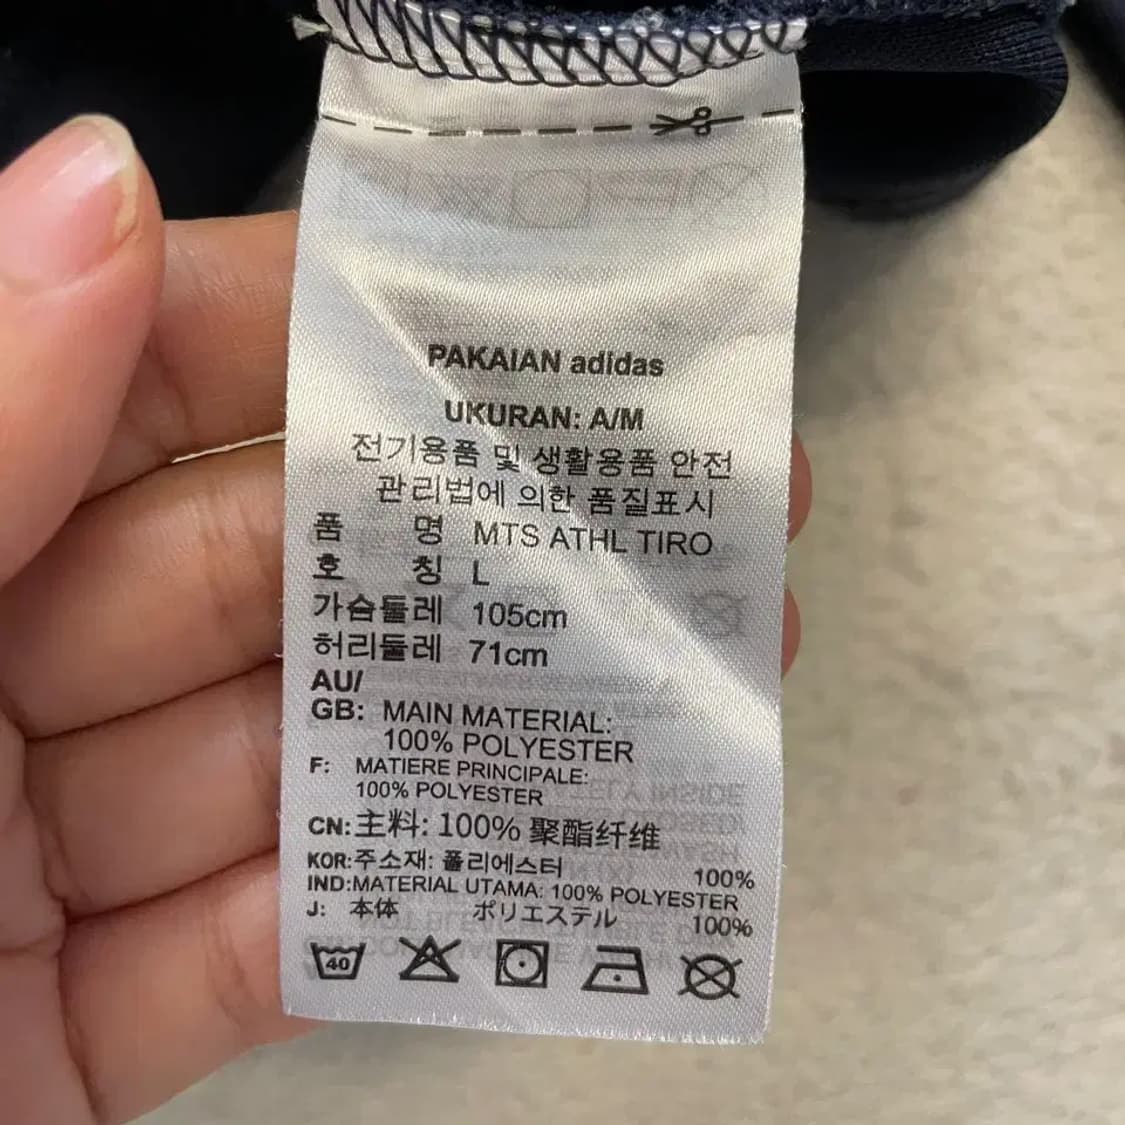 PAKAIAN adidas
UKURAN: A/M
전기용품 및 생활용품 안전
관리법에 의한 품질표시
품 명 MTS ATHL TIRO
호 칭 L
가슴둘레 105cm
허리둘레 71cm
AU/
GB: MAIN MATERIAL:
100% POLYESTER
F: MATIERE PRINCIPALE:
100% POLYESTER
CN: 主料: 100% 聚酯纤维
KOR: 주소재: 폴리에스터 100%
IND: MATERIAL UTAMA: 100% POLYESTER
J: 本体 ポリエステル 100%
40